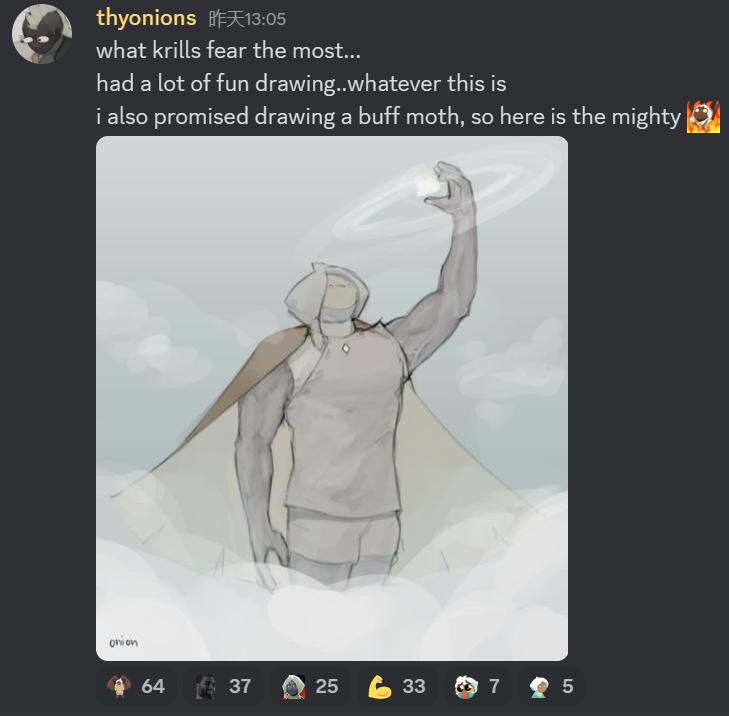 thyonions 昨天13:05
what krills fear the most...
had a lot of fun drawing..whatever this is
i also promised drawing a buff moth, so here is the mighty
onion
64 37 25 33 7 5